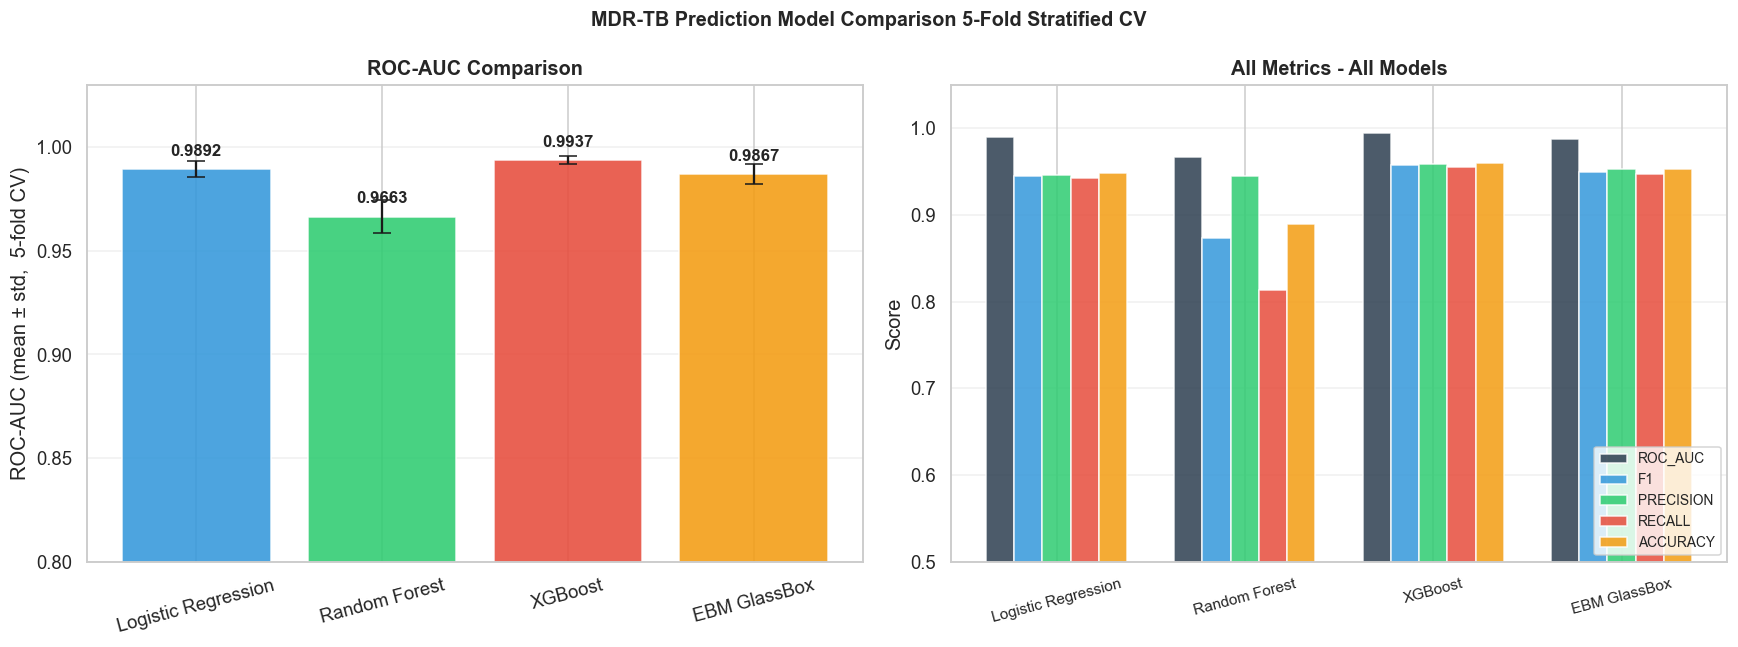 MDR-TB Prediction Model Comparison 5-Fold Stratified CV
ROC-AUC Comparison
ROC-AUC (mean ± std, 5-fold CV)
1.00
0.95
0.90
0.85
0.80
0.9892
0.9663
0.9937
0.9867
Logistic Regression
Random Forest
XGBoost
EBM GlassBox
All Metrics - All Models
Score
1.0
0.9
0.8
0.7
0.6
0.5
ROC_AUC
F1
PRECISION
RECALL
ACCURACY
Logistic Regression
Random Forest
XGBoost
EBM GlassBox